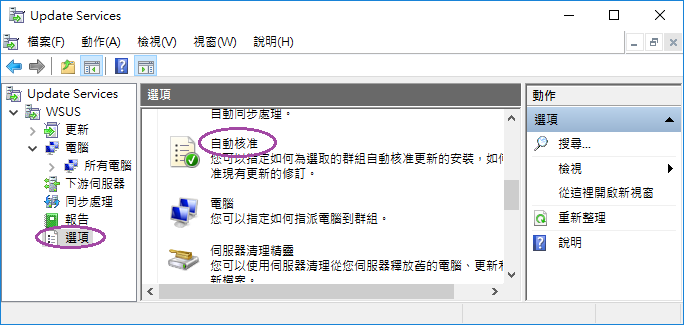 Update Services
檔案(F) 動作(A) 檢視(V) 視窗(W) 說明(H)
Update Services
WSUS
更新
電腦
所有電腦
下游伺服器
同步處理
報告
選項
選項
自動同步處理。
自動核准
您可以指定如何為選取的群組自動核准更新的安裝，如何
准現有更新的修訂。
電腦
您可以指定如何指派電腦到群組。
伺服器清理精靈
您可以使用伺服器清理從您伺服器釋放舊的電腦、更新和
新檔案。
動作
選項
搜尋...
檢視
從這裡開啟新視窗
重新整理
說明